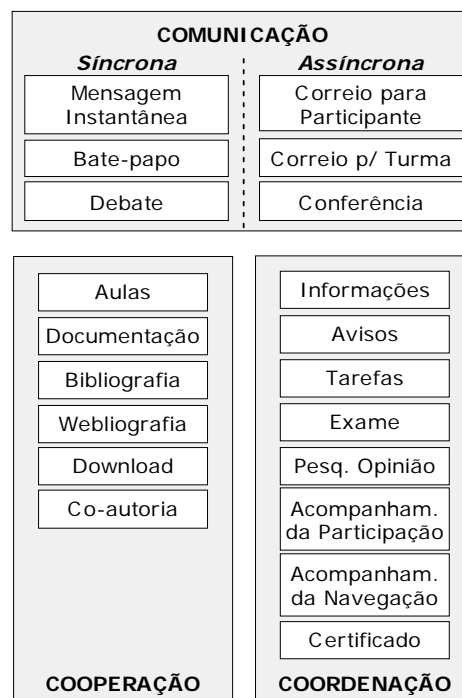 COMUNICAÇÃO
Síncrona
Mensagem
Instantânea
Bate-papo
Debate
Assíncrona
Correio para
Participante
Correio p/ Turma
Conferência
Aulas
Documentação
Bibliografia
Webliografia
Download
Co-autoria
COOPERAÇÃO
Informações
Avisos
Tarefas
Exame
Pesq. Opinião
Acompanham.
da Participação
Acompanham.
da Navegação
Certificado
COORDENAÇÃO